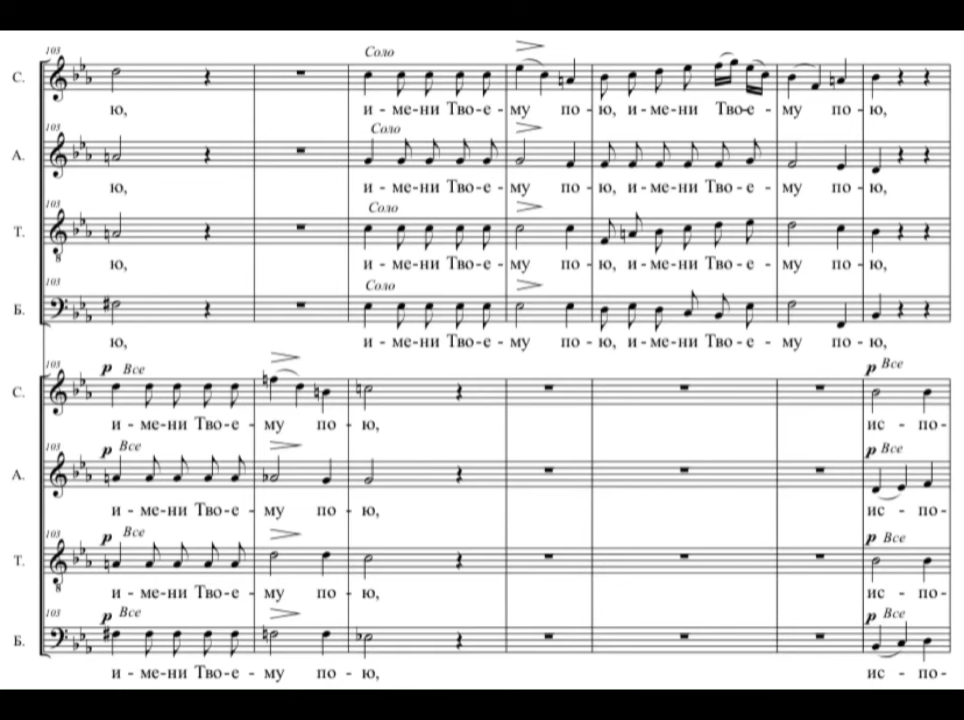 103
Соло
С.
ю, и - ме-ни Тво-е - му по - ю, и - ме-ни Тво-е - му по - ю,
103
Соло
А.
ю, и - ме-ни Тво-е - му по - ю, и - ме-ни Тво-е - му по - ю,
103
Соло
Т.
ю, и - ме-ни Тво-е - му по - ю, и - ме-ни Тво-е - му по - ю,
103
Соло
Б.
ю, и - ме-ни Тво-е - му по - ю, и - ме-ни Тво-е - му по - ю,
103
p Все p Все
С.
и - ме-ни Тво-е - му по - ю, ис - по-
103
p Все p Все
А.
и - ме-ни Тво-е - му по - ю, ис - по-
103
p Все p Все
Т.
и - ме-ни Тво-е - му по - ю, ис - по-
103
p Все p Все
Б.
и - ме-ни Тво-е - му по - ю, ис - по-